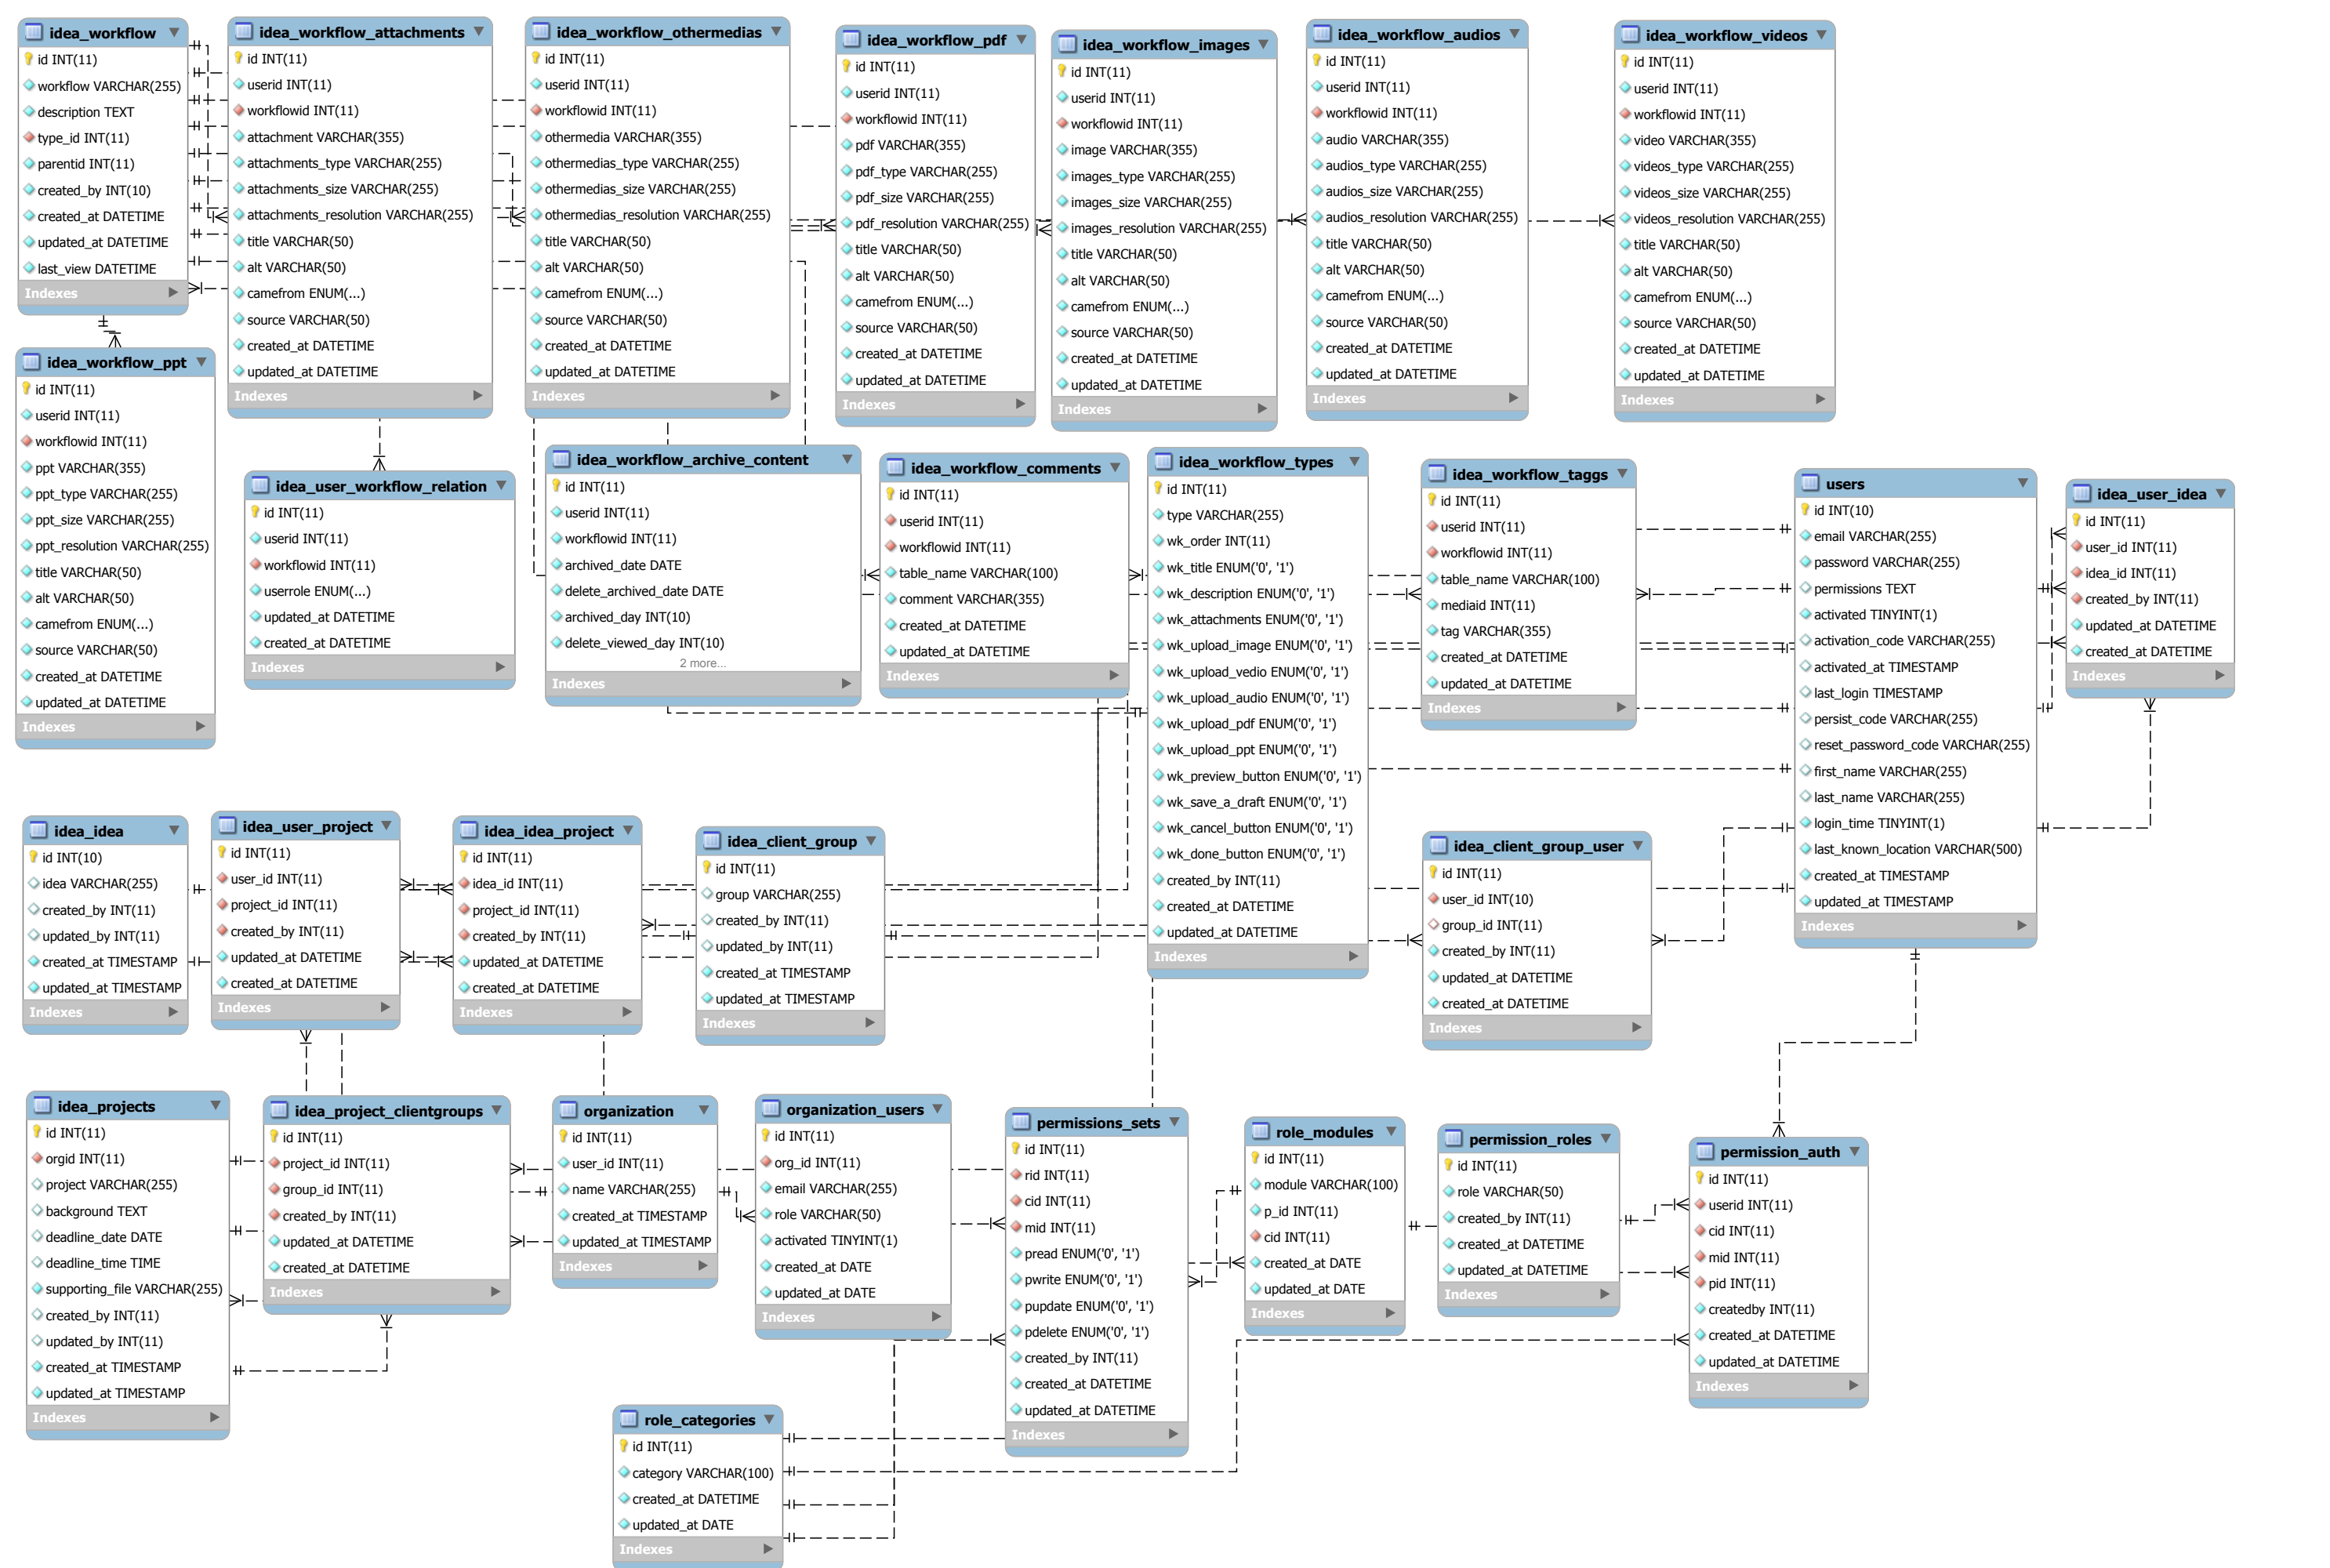 idea_workflow
id INT(11)
workflow VARCHAR(255)
description TEXT
type_id INT(11)
parentid INT(11)
created_by INT(10)
created_at DATETIME
updated_at DATETIME
last_view DATETIME
Indexes
idea_workflow_attachments
id INT(11)
userid INT(11)
workflowid INT(11)
attachment VARCHAR(355)
attachments_type VARCHAR(255)
attachments_size VARCHAR(255)
attachments_resolution VARCHAR(255)
title VARCHAR(50)
alt VARCHAR(50)
camefrom ENUM(...)
source VARCHAR(50)
created_at DATETIME
updated_at DATETIME
Indexes
idea_workflow_othermedias
id INT(11)
userid INT(11)
workflowid INT(11)
othermedia VARCHAR(355)
othermedias_type VARCHAR(255)
othermedias_size VARCHAR(255)
othermedias_resolution VARCHAR(255)
title VARCHAR(50)
alt VARCHAR(50)
camefrom ENUM(...)
source VARCHAR(50)
created_at DATETIME
updated_at DATETIME
Indexes
idea_workflow_pdf
id INT(11)
userid INT(11)
workflowid INT(11)
pdf VARCHAR(355)
pdf_type VARCHAR(255)
pdf_size VARCHAR(255)
pdf_resolution VARCHAR(255)
title VARCHAR(50)
alt VARCHAR(50)
camefrom ENUM(...)
source VARCHAR(50)
created_at DATETIME
updated_at DATETIME
Indexes
idea_workflow_images
id INT(11)
userid INT(11)
workflowid INT(11)
image VARCHAR(355)
images_type VARCHAR(255)
images_size VARCHAR(255)
images_resolution VARCHAR(255)
title VARCHAR(50)
alt VARCHAR(50)
camefrom ENUM(...)
source VARCHAR(50)
created_at DATETIME
updated_at DATETIME
Indexes
idea_workflow_audios
id INT(11)
userid INT(11)
workflowid INT(11)
audio VARCHAR(355)
audios_type VARCHAR(255)
audios_size VARCHAR(255)
audios_resolution VARCHAR(255)
title VARCHAR(50)
alt VARCHAR(50)
camefrom ENUM(...)
source VARCHAR(50)
created_at DATETIME
updated_at DATETIME
Indexes
idea_workflow_videos
id INT(11)
userid INT(11)
workflowid INT(11)
video VARCHAR(355)
videos_type VARCHAR(255)
videos_size VARCHAR(255)
videos_resolution VARCHAR(255)
title VARCHAR(50)
alt VARCHAR(50)
camefrom ENUM(...)
source VARCHAR(50)
created_at DATETIME
updated_at DATETIME
Indexes
idea_workflow_ppt
id INT(11)
userid INT(11)
workflowid INT(11)
ppt VARCHAR(355)
ppt_type VARCHAR(255)
ppt_size VARCHAR(255)
ppt_resolution VARCHAR(255)
title VARCHAR(50)
alt VARCHAR(50)
camefrom ENUM(...)
source VARCHAR(50)
created_at DATETIME
updated_at DATETIME
Indexes
idea_user_workflow_relation
id INT(11)
userid INT(11)
workflowid INT(11)
userrole ENUM(...)
updated_at DATETIME
created_at DATETIME
Indexes
idea_workflow_archive_content
id INT(11)
userid INT(11)
workflowid INT(11)
archived_date DATE
delete_archived_date DATE
archived_day INT(10)
delete_viewed_day INT(10)
2 more...
Indexes
idea_workflow_comments
id INT(11)
userid INT(11)
workflowid INT(11)
table_name VARCHAR(100)
comment VARCHAR(355)
created_at DATETIME
updated_at DATETIME
Indexes
idea_workflow_types
id INT(11)
type VARCHAR(255)
wk_order INT(11)
wk_title ENUM('0', '1')
wk_description ENUM('0', '1')
wk_attachments ENUM('0', '1')
wk_upload_image ENUM('0', '1')
wk_upload_vedio ENUM('0', '1')
wk_upload_audio ENUM('0', '1')
wk_upload_pdf ENUM('0', '1')
wk_upload_ppt ENUM('0', '1')
wk_preview_button ENUM('0', '1')
wk_save_a_draft ENUM('0', '1')
wk_cancel_button ENUM('0', '1')
wk_done_button ENUM('0', '1')
created_by INT(11)
created_at DATETIME
updated_at DATETIME
Indexes
idea_workflow_taggs
id INT(11)
userid INT(11)
workflowid INT(11)
table_name VARCHAR(100)
mediaid INT(11)
tag VARCHAR(355)
created_at DATETIME
updated_at DATETIME
Indexes
users
id INT(10)
email VARCHAR(255)
password VARCHAR(255)
permissions TEXT
activated TINYINT(1)
activation_code VARCHAR(255)
activated_at TIMESTAMP
last_login TIMESTAMP
persist_code VARCHAR(255)
reset_password_code VARCHAR(255)
first_name VARCHAR(255)
last_name VARCHAR(255)
login_time TINYINT(1)
last_known_location VARCHAR(500)
created_at TIMESTAMP
updated_at TIMESTAMP
Indexes
idea_user_idea
id INT(11)
user_id INT(11)
idea_id INT(11)
created_by INT(11)
updated_at DATETIME
created_at DATETIME
Indexes
idea_idea
id INT(10)
idea VARCHAR(255)
created_by INT(11)
updated_by INT(11)
created_at TIMESTAMP
updated_at TIMESTAMP
Indexes
idea_user_project
id INT(11)
user_id INT(11)
project_id INT(11)
created_by INT(11)
updated_at DATETIME
created_at DATETIME
Indexes
idea_idea_project
id INT(11)
idea_id INT(11)
project_id INT(11)
created_by INT(11)
updated_at DATETIME
created_at DATETIME
Indexes
idea_client_group
id INT(11)
group VARCHAR(255)
created_by INT(11)
updated_by INT(11)
created_at TIMESTAMP
updated_at TIMESTAMP
Indexes
idea_client_group_user
id INT(11)
user_id INT(10)
group_id INT(11)
created_by INT(11)
updated_at DATETIME
created_at DATETIME
Indexes
idea_projects
id INT(11)
orgid INT(11)
project VARCHAR(255)
background TEXT
deadline_date DATE
deadline_time TIME
supporting_file VARCHAR(255)
created_by INT(11)
updated_by INT(11)
created_at TIMESTAMP
updated_at TIMESTAMP
Indexes
idea_project_clientgroups
id INT(11)
project_id INT(11)
group_id INT(11)
created_by INT(11)
updated_at DATETIME
created_at DATETIME
Indexes
organization
id INT(11)
user_id INT(11)
name VARCHAR(255)
created_at TIMESTAMP
updated_at TIMESTAMP
Indexes
organization_users
id INT(11)
org_id INT(11)
email VARCHAR(255)
role VARCHAR(50)
activated TINYINT(1)
created_at DATE
updated_at DATE
Indexes
permissions_sets
id INT(11)
rid INT(11)
cid INT(11)
mid INT(11)
pread ENUM('0', '1')
pwrite ENUM('0', '1')
pupdate ENUM('0', '1')
pdelete ENUM('0', '1')
created_by INT(11)
created_at DATETIME
updated_at DATETIME
Indexes
role_modules
id INT(11)
module VARCHAR(100)
p_id INT(11)
cid INT(11)
created_at DATE
updated_at DATE
Indexes
permission_roles
id INT(11)
role VARCHAR(50)
created_by INT(11)
created_at DATETIME
updated_at DATETIME
Indexes
permission_auth
id INT(11)
userid INT(11)
cid INT(11)
mid INT(11)
pid INT(11)
createdby INT(11)
created_at DATETIME
updated_at DATETIME
Indexes
role_categories
id INT(11)
category VARCHAR(100)
created_at DATETIME
updated_at DATE
Indexes